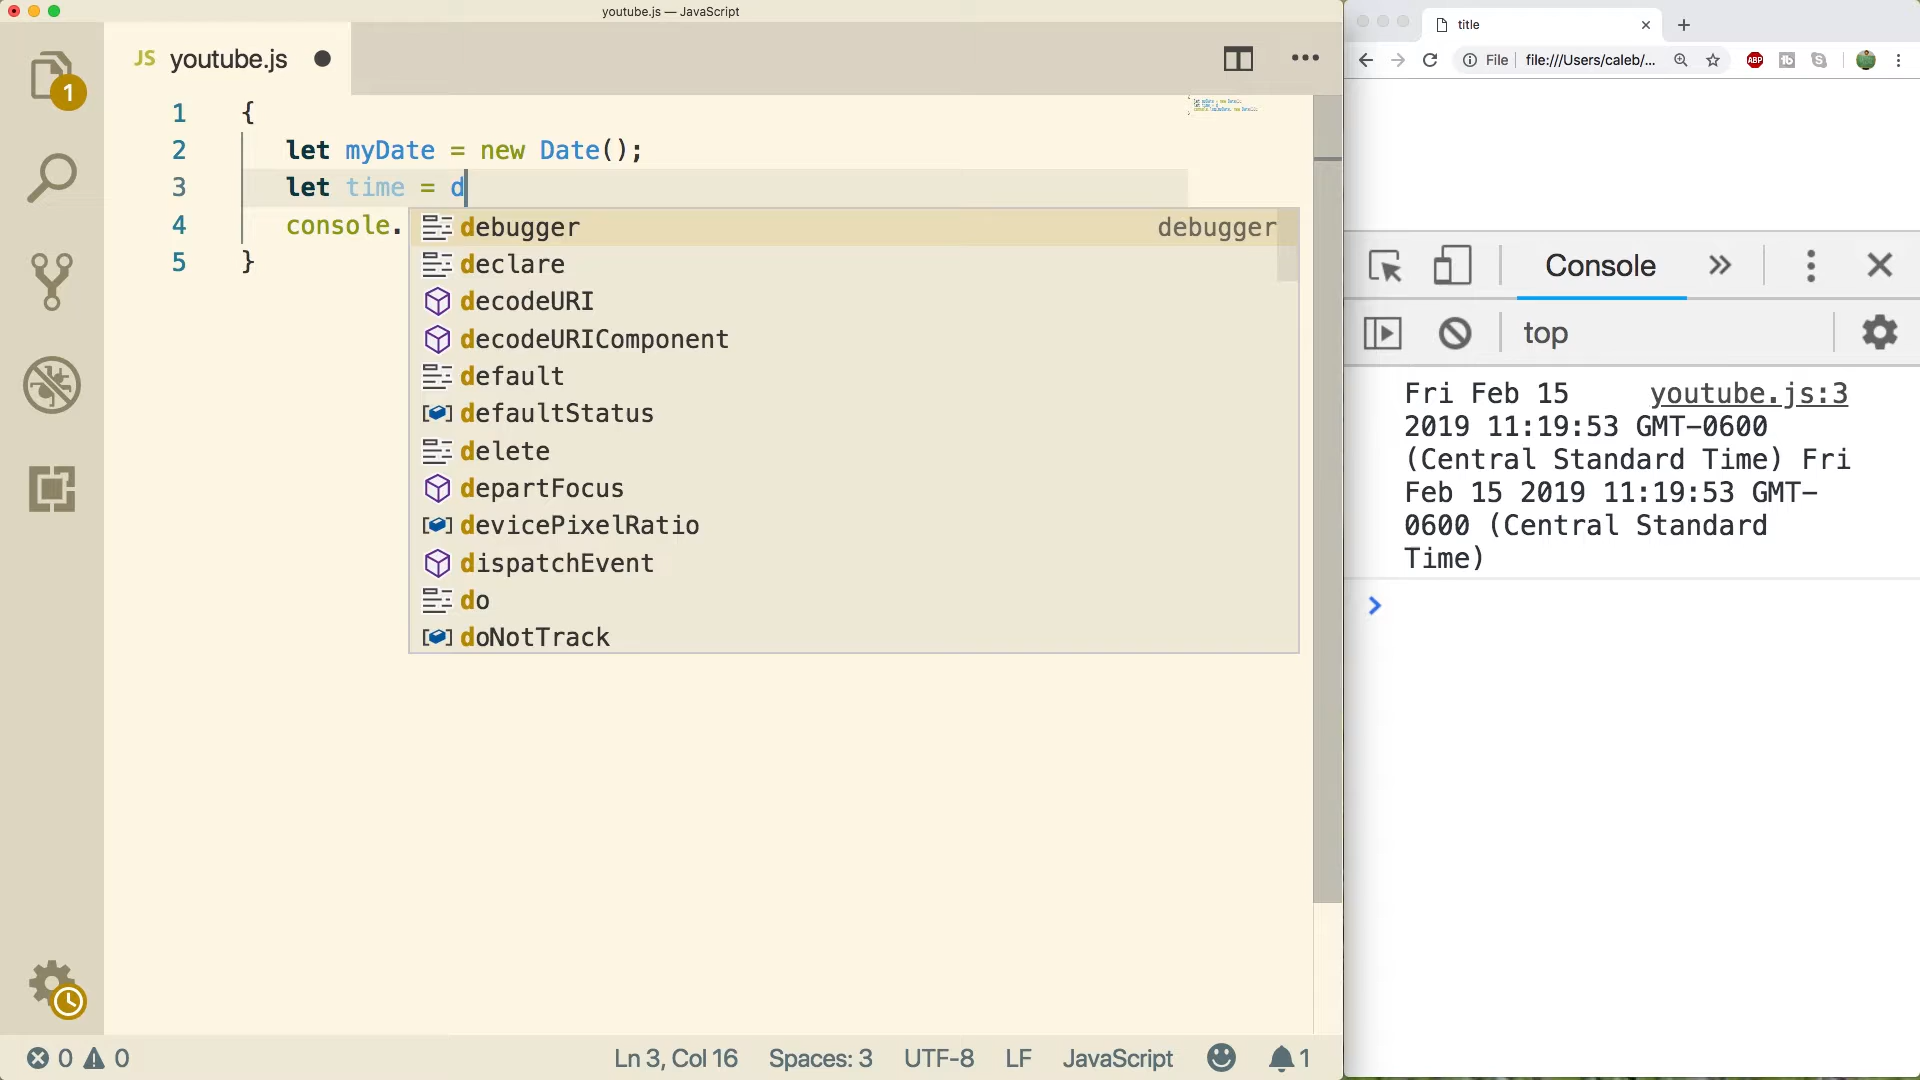 youtube.js — JavaScript
JS youtube.js
1
1 {
2 let myDate = new Date();
3 let time = d
4 console.
5 }
debugger debugger
declare
decodeURI
decodeURIComponent
default
defaultStatus
delete
departFocus
devicePixelRatio
dispatchEvent
do
doNotTrack
0 0
Ln 3, Col 16 Spaces: 3 UTF-8 LF JavaScript 1
title
File file:///Users/caleb/...
ABP
Console
top
Fri Feb 15 youtube.js:3
2019 11:19:53 GMT-0600
(Central Standard Time) Fri
Feb 15 2019 11:19:53 GMT-
0600 (Central Standard
Time)